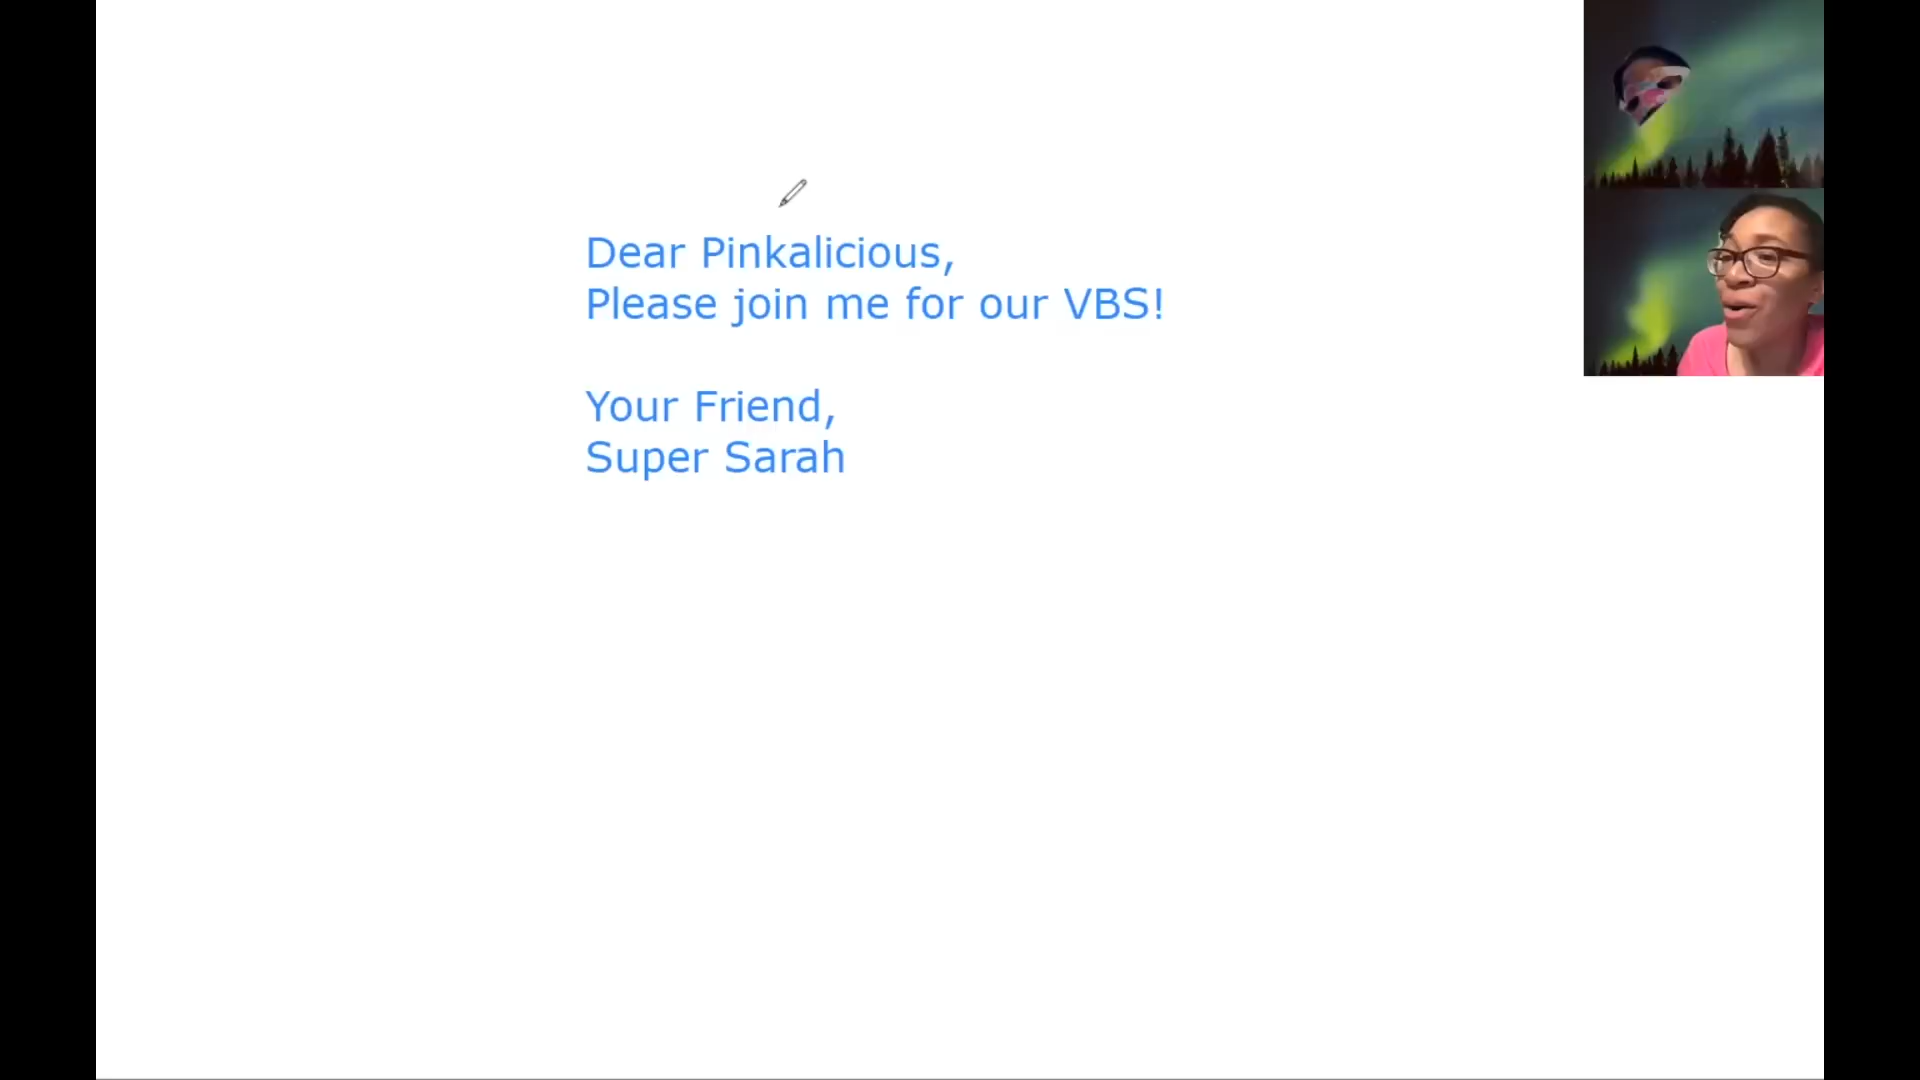 Dear Pinkalicious,
Please join me for our VBS!
Your Friend,
Super Sarah